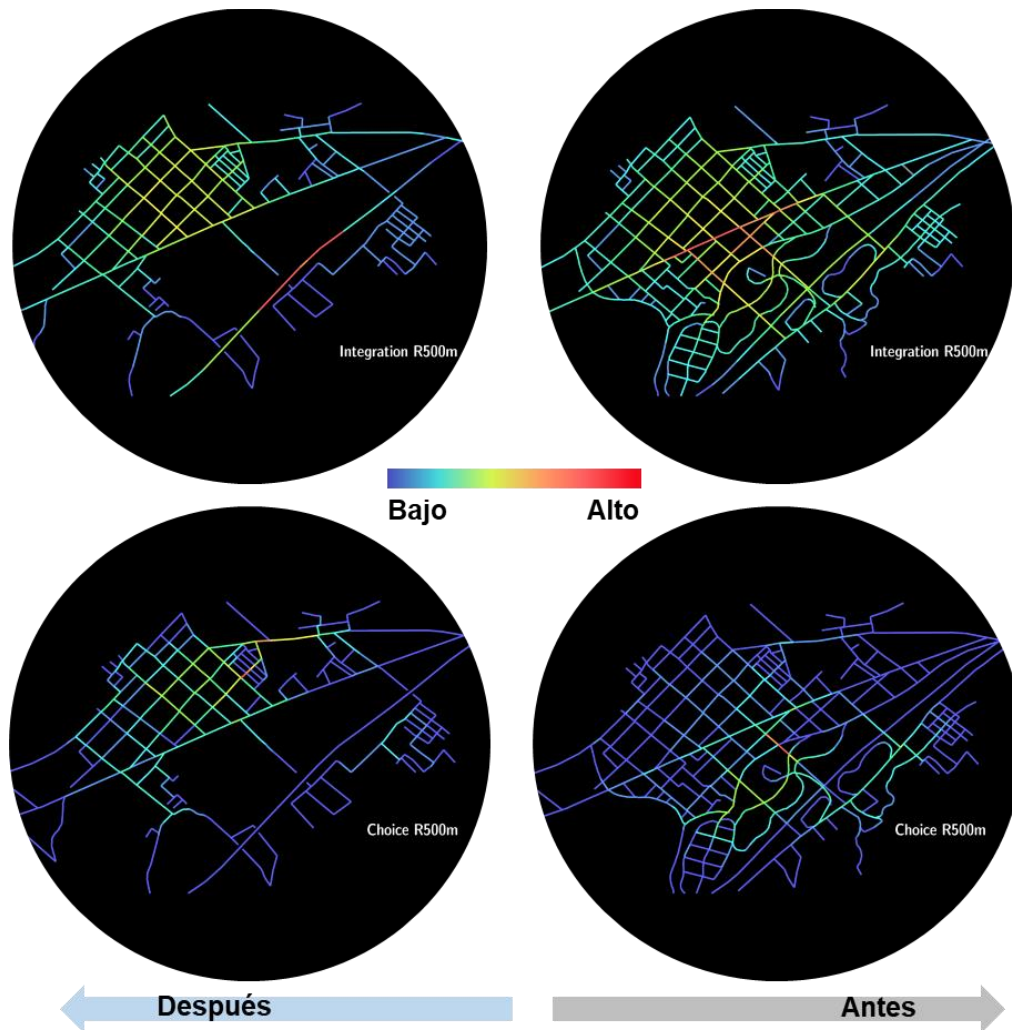 Integration R500m
Integration R500m
Bajo
Alto
Choice R500m
Choice R500m
Después
Antes